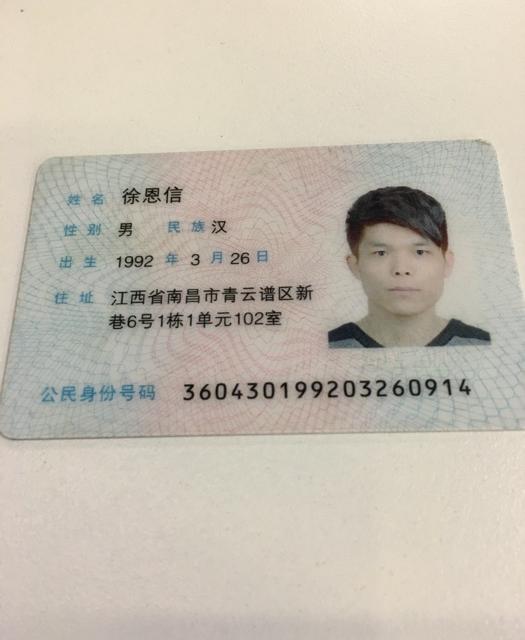 姓名 徐恩信
性别 男 民族 汉
出生 1992 年 3 月 26 日
住址 江西省南昌市青云谱区新
巷6号1栋1单元102室
公民身份号码 360430199203260914